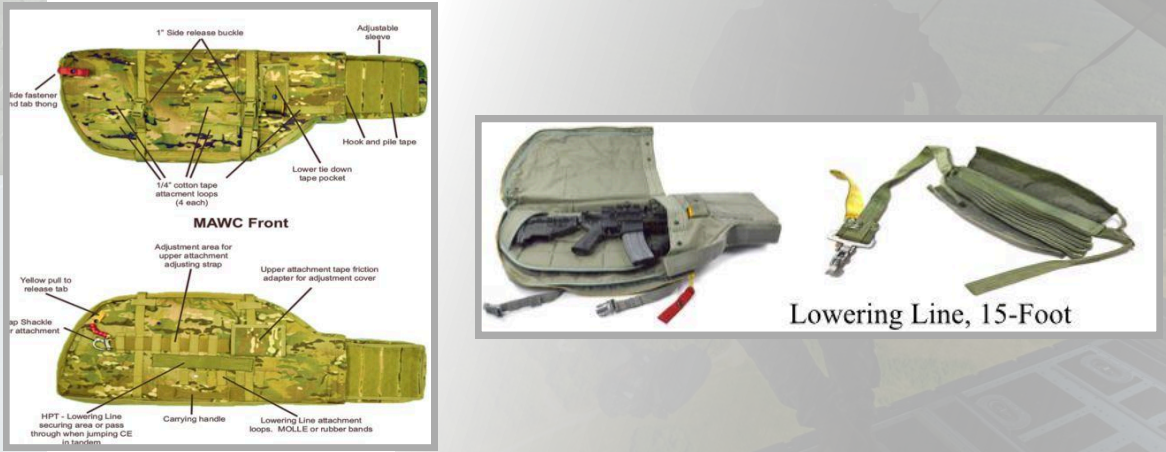 1" Side release buckle
Adjustable
sleeve
lide fastener
nd tab thong
Hook and pile tape
Lower tie down
tape pocket
1/4" cotton tape
attacment loops
(4 each)
MAWC Front
Adjustment area for
upper attachment
adjusting strap
Upper attachment tape friction
adapter for adjustment cover
Yellow pull to
release tab
ap Shackle
r attachment
HPT - Lowering Line
securing area or pass
through when jumping CE
in tandem
Carrying handle
Lowering Line attachment
loops. MOLLE or rubber bands
Lowering Line, 15-Foot